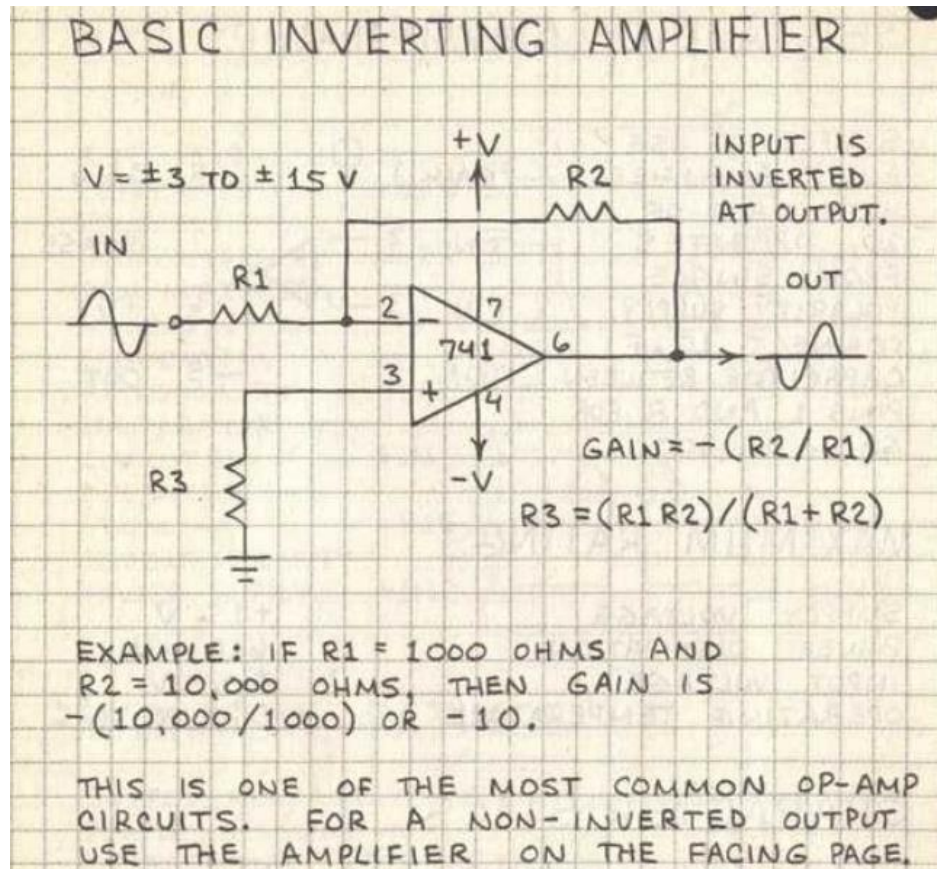 BASIC INVERTING AMPLIFIER
+V
INPUT IS
V = ±3 TO ± 15 V
R2
INVERTED
AT OUTPUT.
IN
R1
OUT
2
-
7
741
6
3
+
4
GAIN = -(R2/R1)
R3
-V
R3 = (R1 R2)/(R1 + R2)
EXAMPLE: IF R1 = 1000 OHMS AND
R2 = 10,000 OHMS, THEN GAIN IS
-(10,000/1000) OR -10.
THIS IS ONE OF THE MOST COMMON OP-AMP
CIRCUITS. FOR A NON-INVERTED OUTPUT
USE THE AMPLIFIER ON THE FACING PAGE.